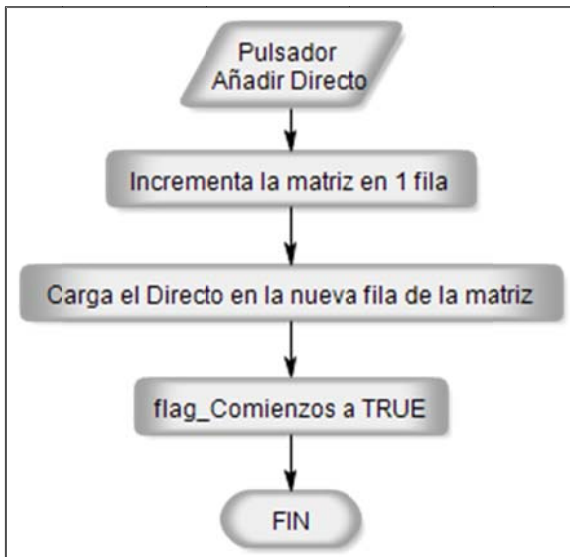 Pulsador
Añadir Directo
Incrementa la matriz en 1 fila
Carga el Directo en la nueva fila de la matriz
flag_Comienzos a TRUE
FIN